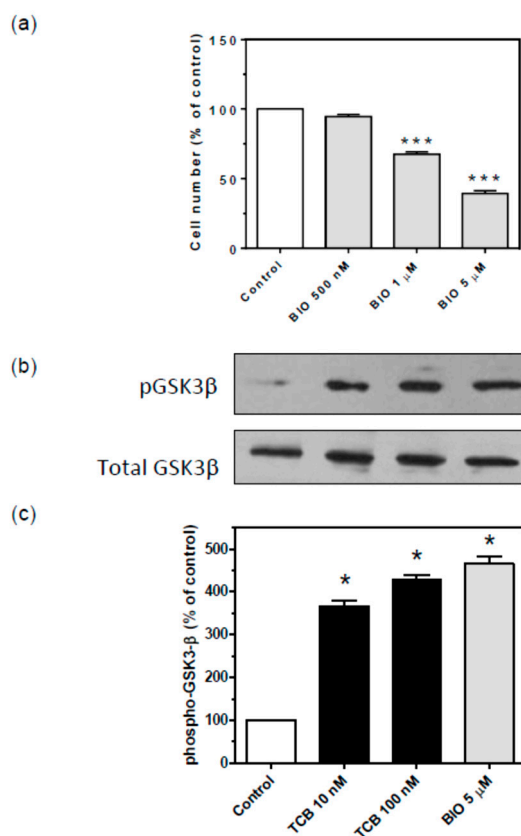 (a)
Cell number (% of control)
150
100
50
0
***
***
Control
BIO 500 nM
BIO 1 μM
BIO 5 μM
(b)
pGSK3β
Total GSK3β
(c)
phospho-GSK3-β (% of control)
500
400
300
200
100
0
*
*
*
Control
TCB 10 nM
TCB 100 nM
BIO 5 μM